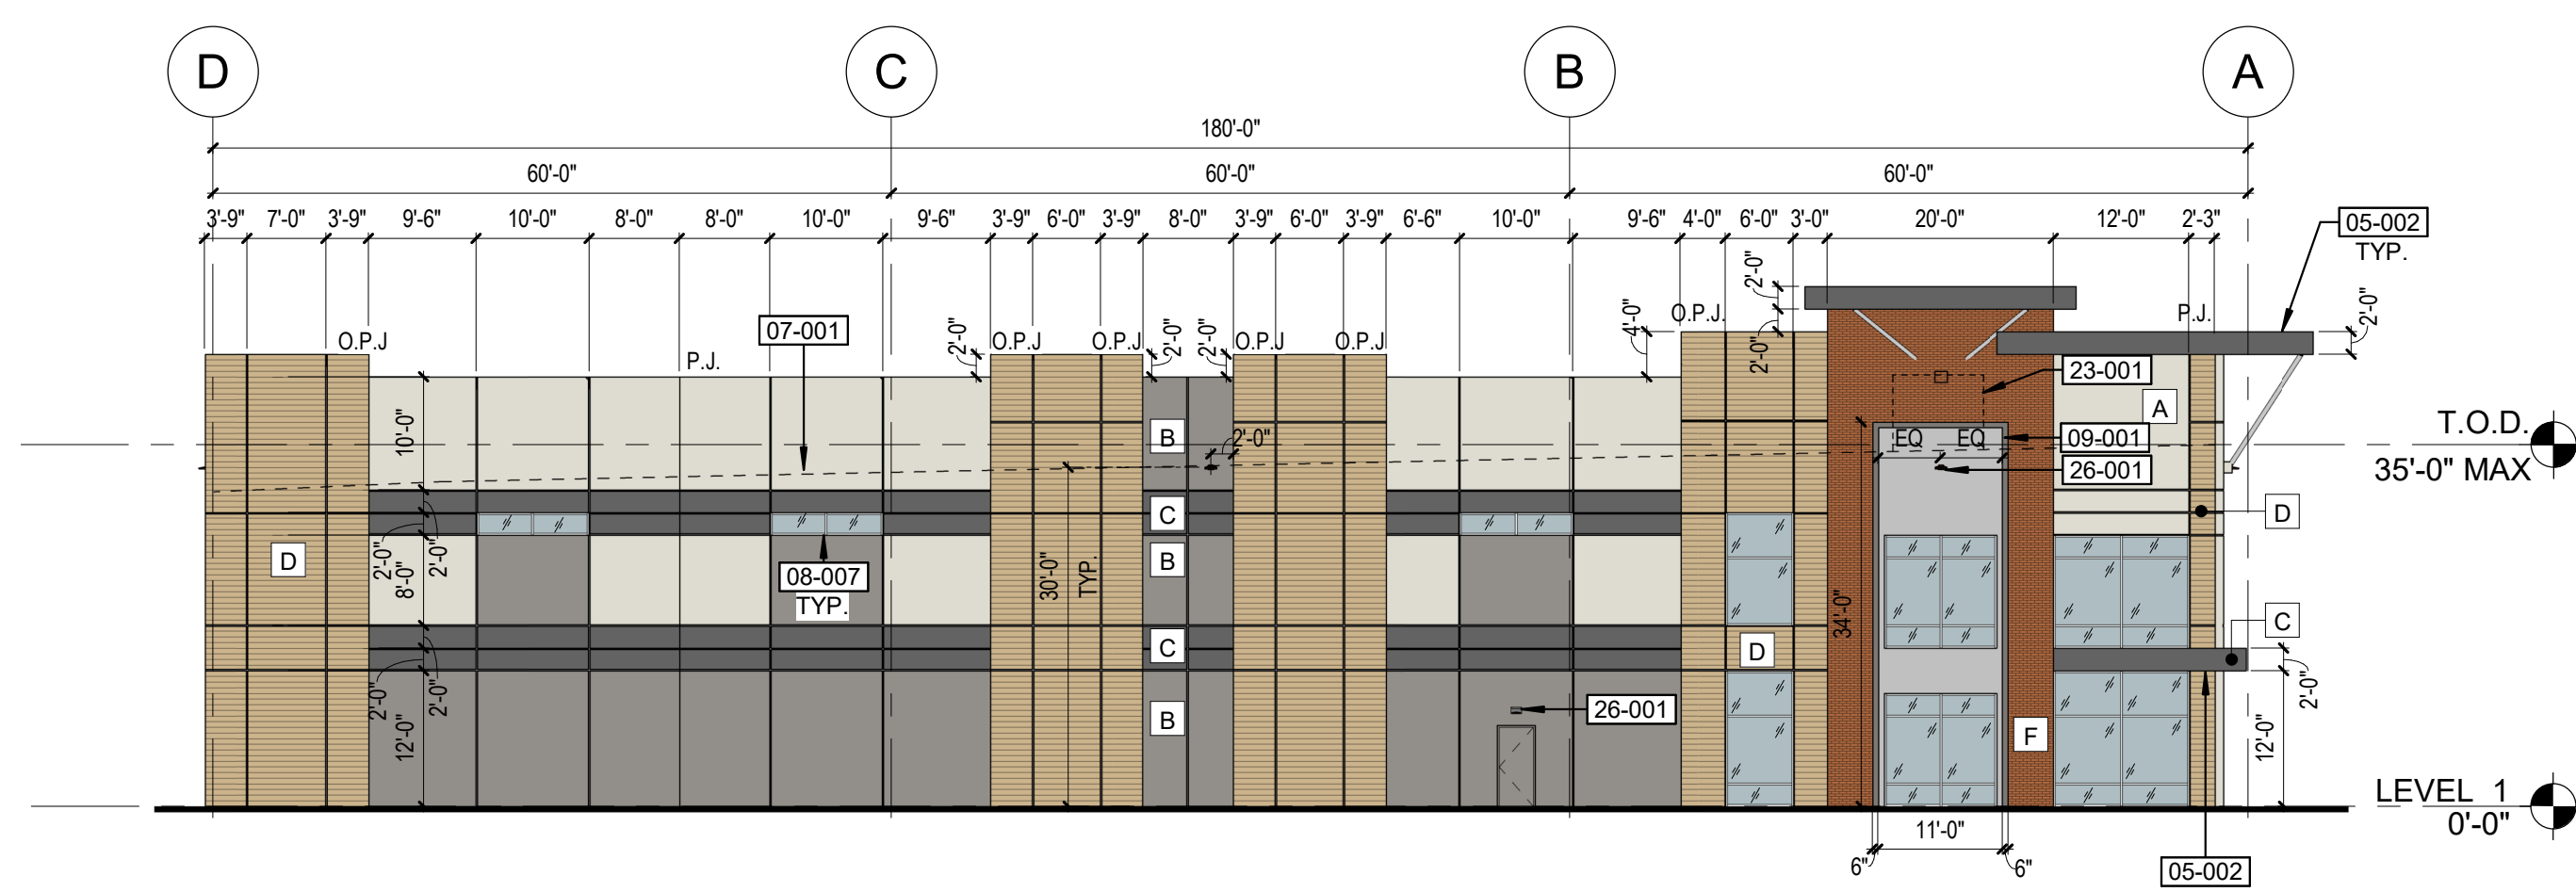 D
C
B
A
180'-0"
60'-0"
60'-0"
60'-0"
3'-9"
7'-0"
3'-9"
9'-6"
10'-0"
8'-0"
8'-0"
10'-0"
9'-6"
3'-9"
6'-0"
3'-9"
8'-0"
3'-9"
6'-0"
3'-9"
6'-6"
10'-0"
9'-6"
4'-0"
6'-0"
3'-0"
20'-0"
12'-0"
2'-3"
05-002
TYP.
O.P.J
07-001
P.J.
2'-0"
O.P.J
O.P.J
2'-0"
2'-0"
O.P.J
O.P.J
4'-0"
O.P.J.
2'-0"
2'-0"
P.J.
2'-0"
23-001
A
10'-0"
B
2'-0"
EQ
EQ
09-001
26-001
T.O.D.
35'-0" MAX
C
D
D
2'-0"
8'-0"
2'-0"
08-007
TYP.
30'-0"
TYP.
B
34'-0"
C
C
D
2'-0"
2'-0"
12'-0"
B
26-001
F
2'-0"
12'-0"
LEVEL 1
0'-0"
11'-0"
6"
6"
05-002